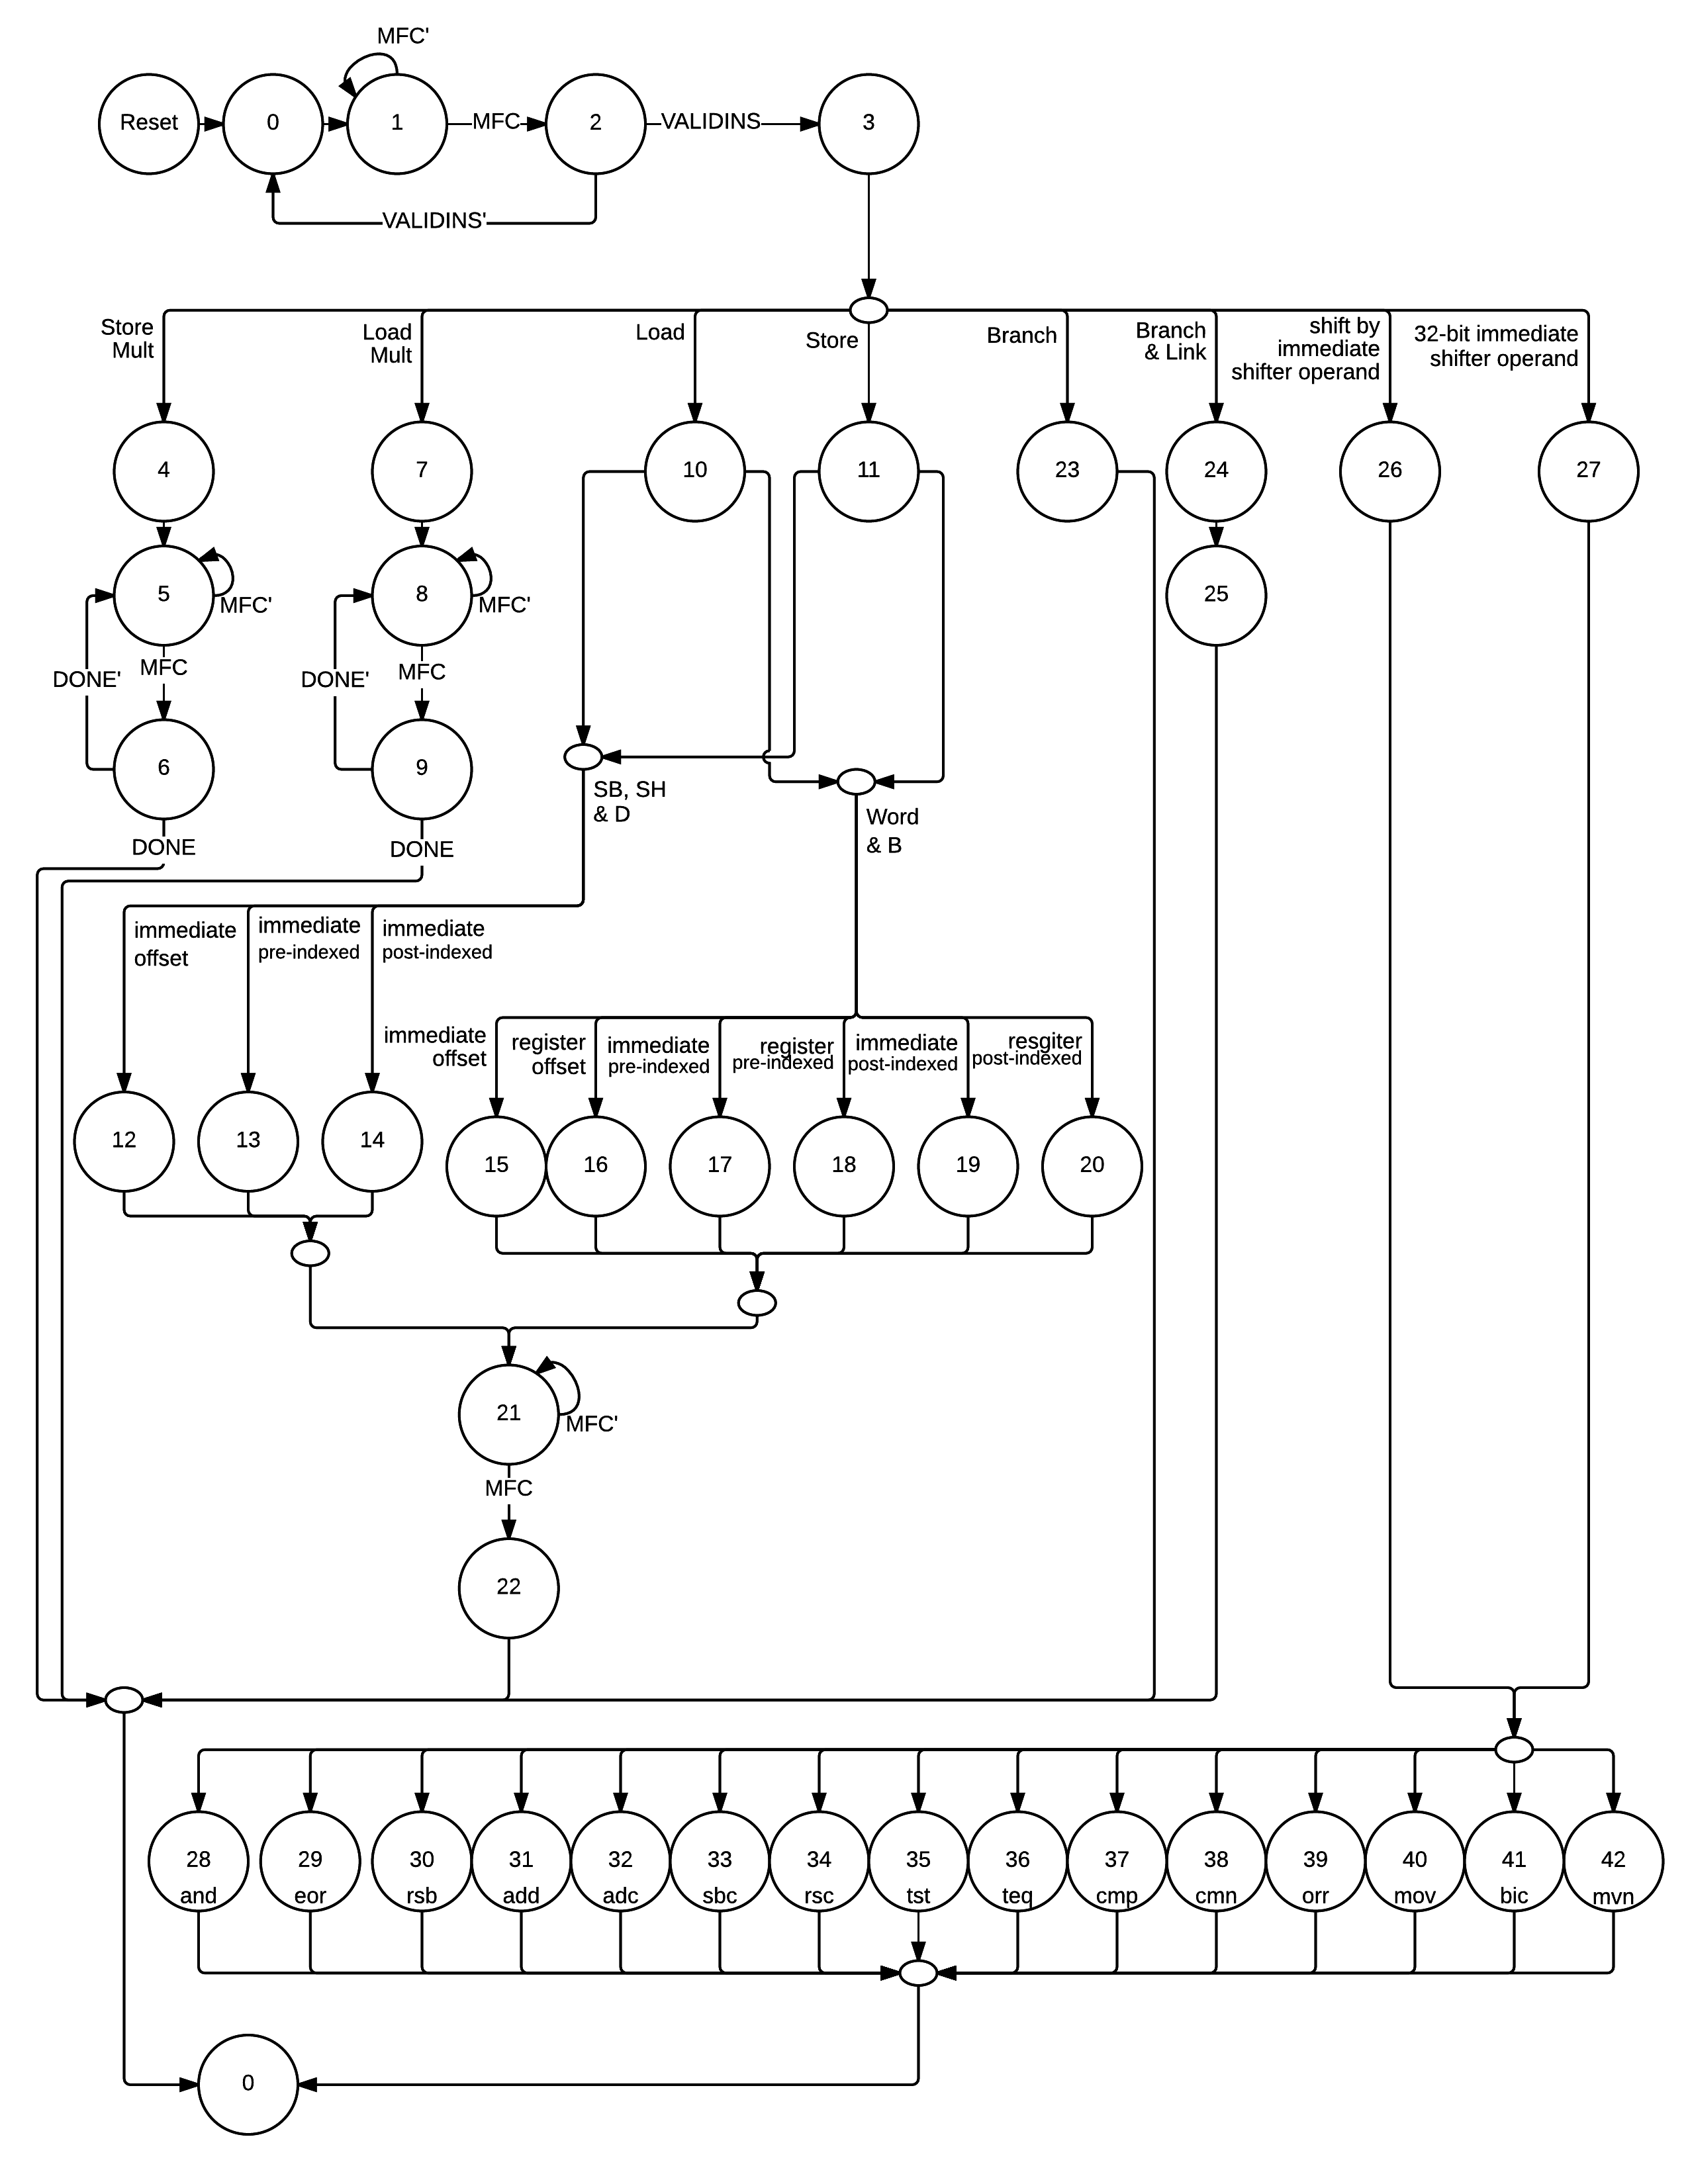 MFC'
Reset
0
1
MFC
2
VALIDINS
3
VALIDINS'
Store
Mult
Load
Mult
Load
Store
Branch
Branch
& Link
shift by
immediate
shifter operand
32-bit immediate
shifter operand
4
7
10
11
23
24
26
27
5
MFC'
8
MFC'
25
DONE'
MFC
DONE'
MFC
6
9
SB, SH
& D
Word
& B
DONE
DONE
immediate
offset
immediate
pre-indexed
immediate
post-indexed
immediate
offset
register
offset
immediate
pre-indexed
register
pre-indexed
immediate
post-indexed
resgiter
post-indexed
12
13
14
15
16
17
18
19
20
21
MFC'
MFC
22
28
and
29
eor
30
rsb
31
add
32
adc
33
sbc
34
rsc
35
tst
36
teq
37
cmp
38
cmn
39
orr
40
mov
41
bic
42
mvn
0